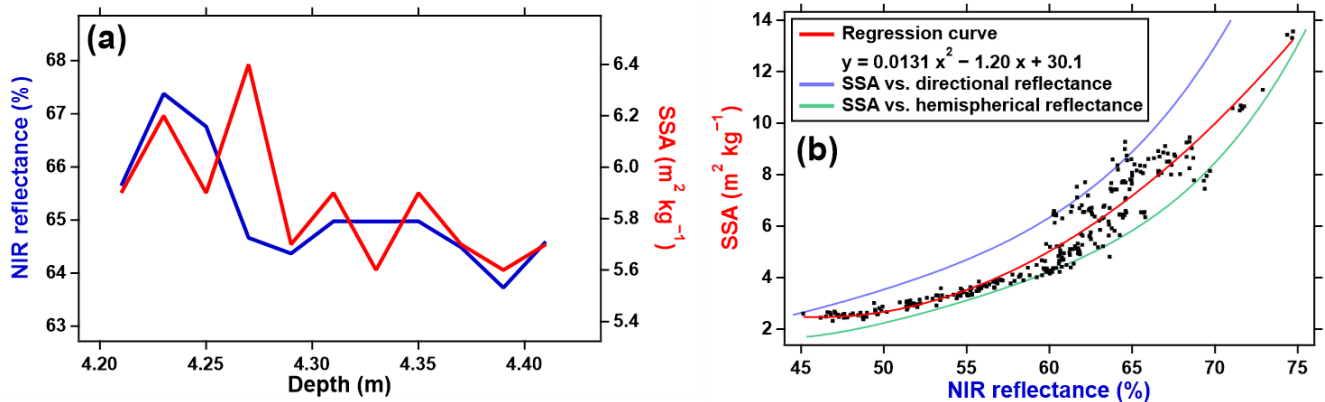 (a)
68
67
66
65
64
63
NIR reflectance (%)
6.4
6.2
6.0
5.8
5.6
5.4
SSA (m² kg⁻¹)
4.20 4.25 4.30 4.35 4.40
Depth (m)
14
12
10
8
6
4
2
SSA (m² kg⁻¹)
Regression curve
y = 0.0131 x² − 1.20 x + 30.1
SSA vs. directional reflectance
SSA vs. hemispherical reflectance
(b)
45 50 55 60 65 70 75
NIR reflectance (%)